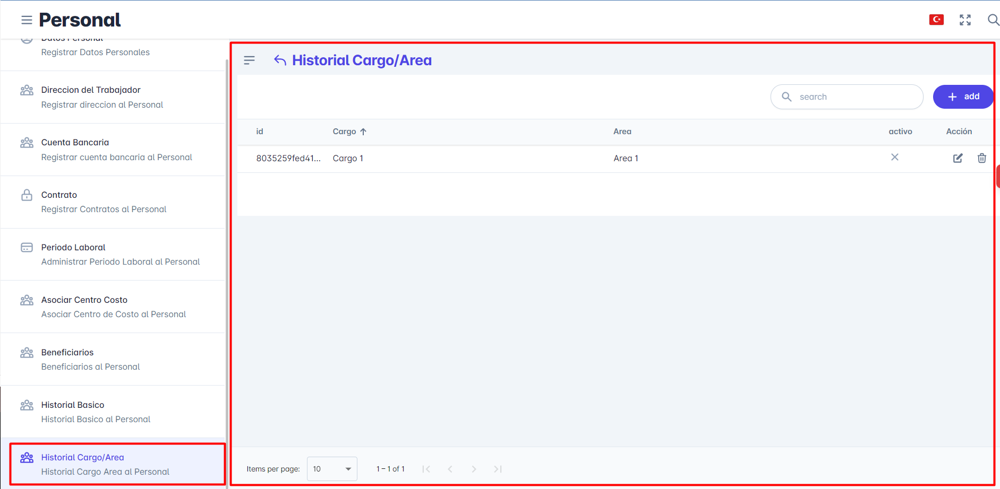 Personal
Datos Personal
Registrar Datos Personales
Direccion del Trabajador
Registrar direccion al Personal
Cuenta Bancaria
Registrar cuenta bancaria al Personal
Contrato
Registrar Contratos al Personal
Periodo Laboral
Administrar Periodo Laboral al Personal
Asociar Centro Costo
Asociar Centro de Costo al Personal
Beneficiarios
Beneficiarios al Personal
Historial Basico
Historial Basico al Personal
Historial Cargo/Area
Historial Cargo Area al Personal
Historial Cargo/Area
search
add
id Cargo Area activo Acción
8035259fed41... Cargo 1 Area 1
Items per page: 10 1 – 1 of 1